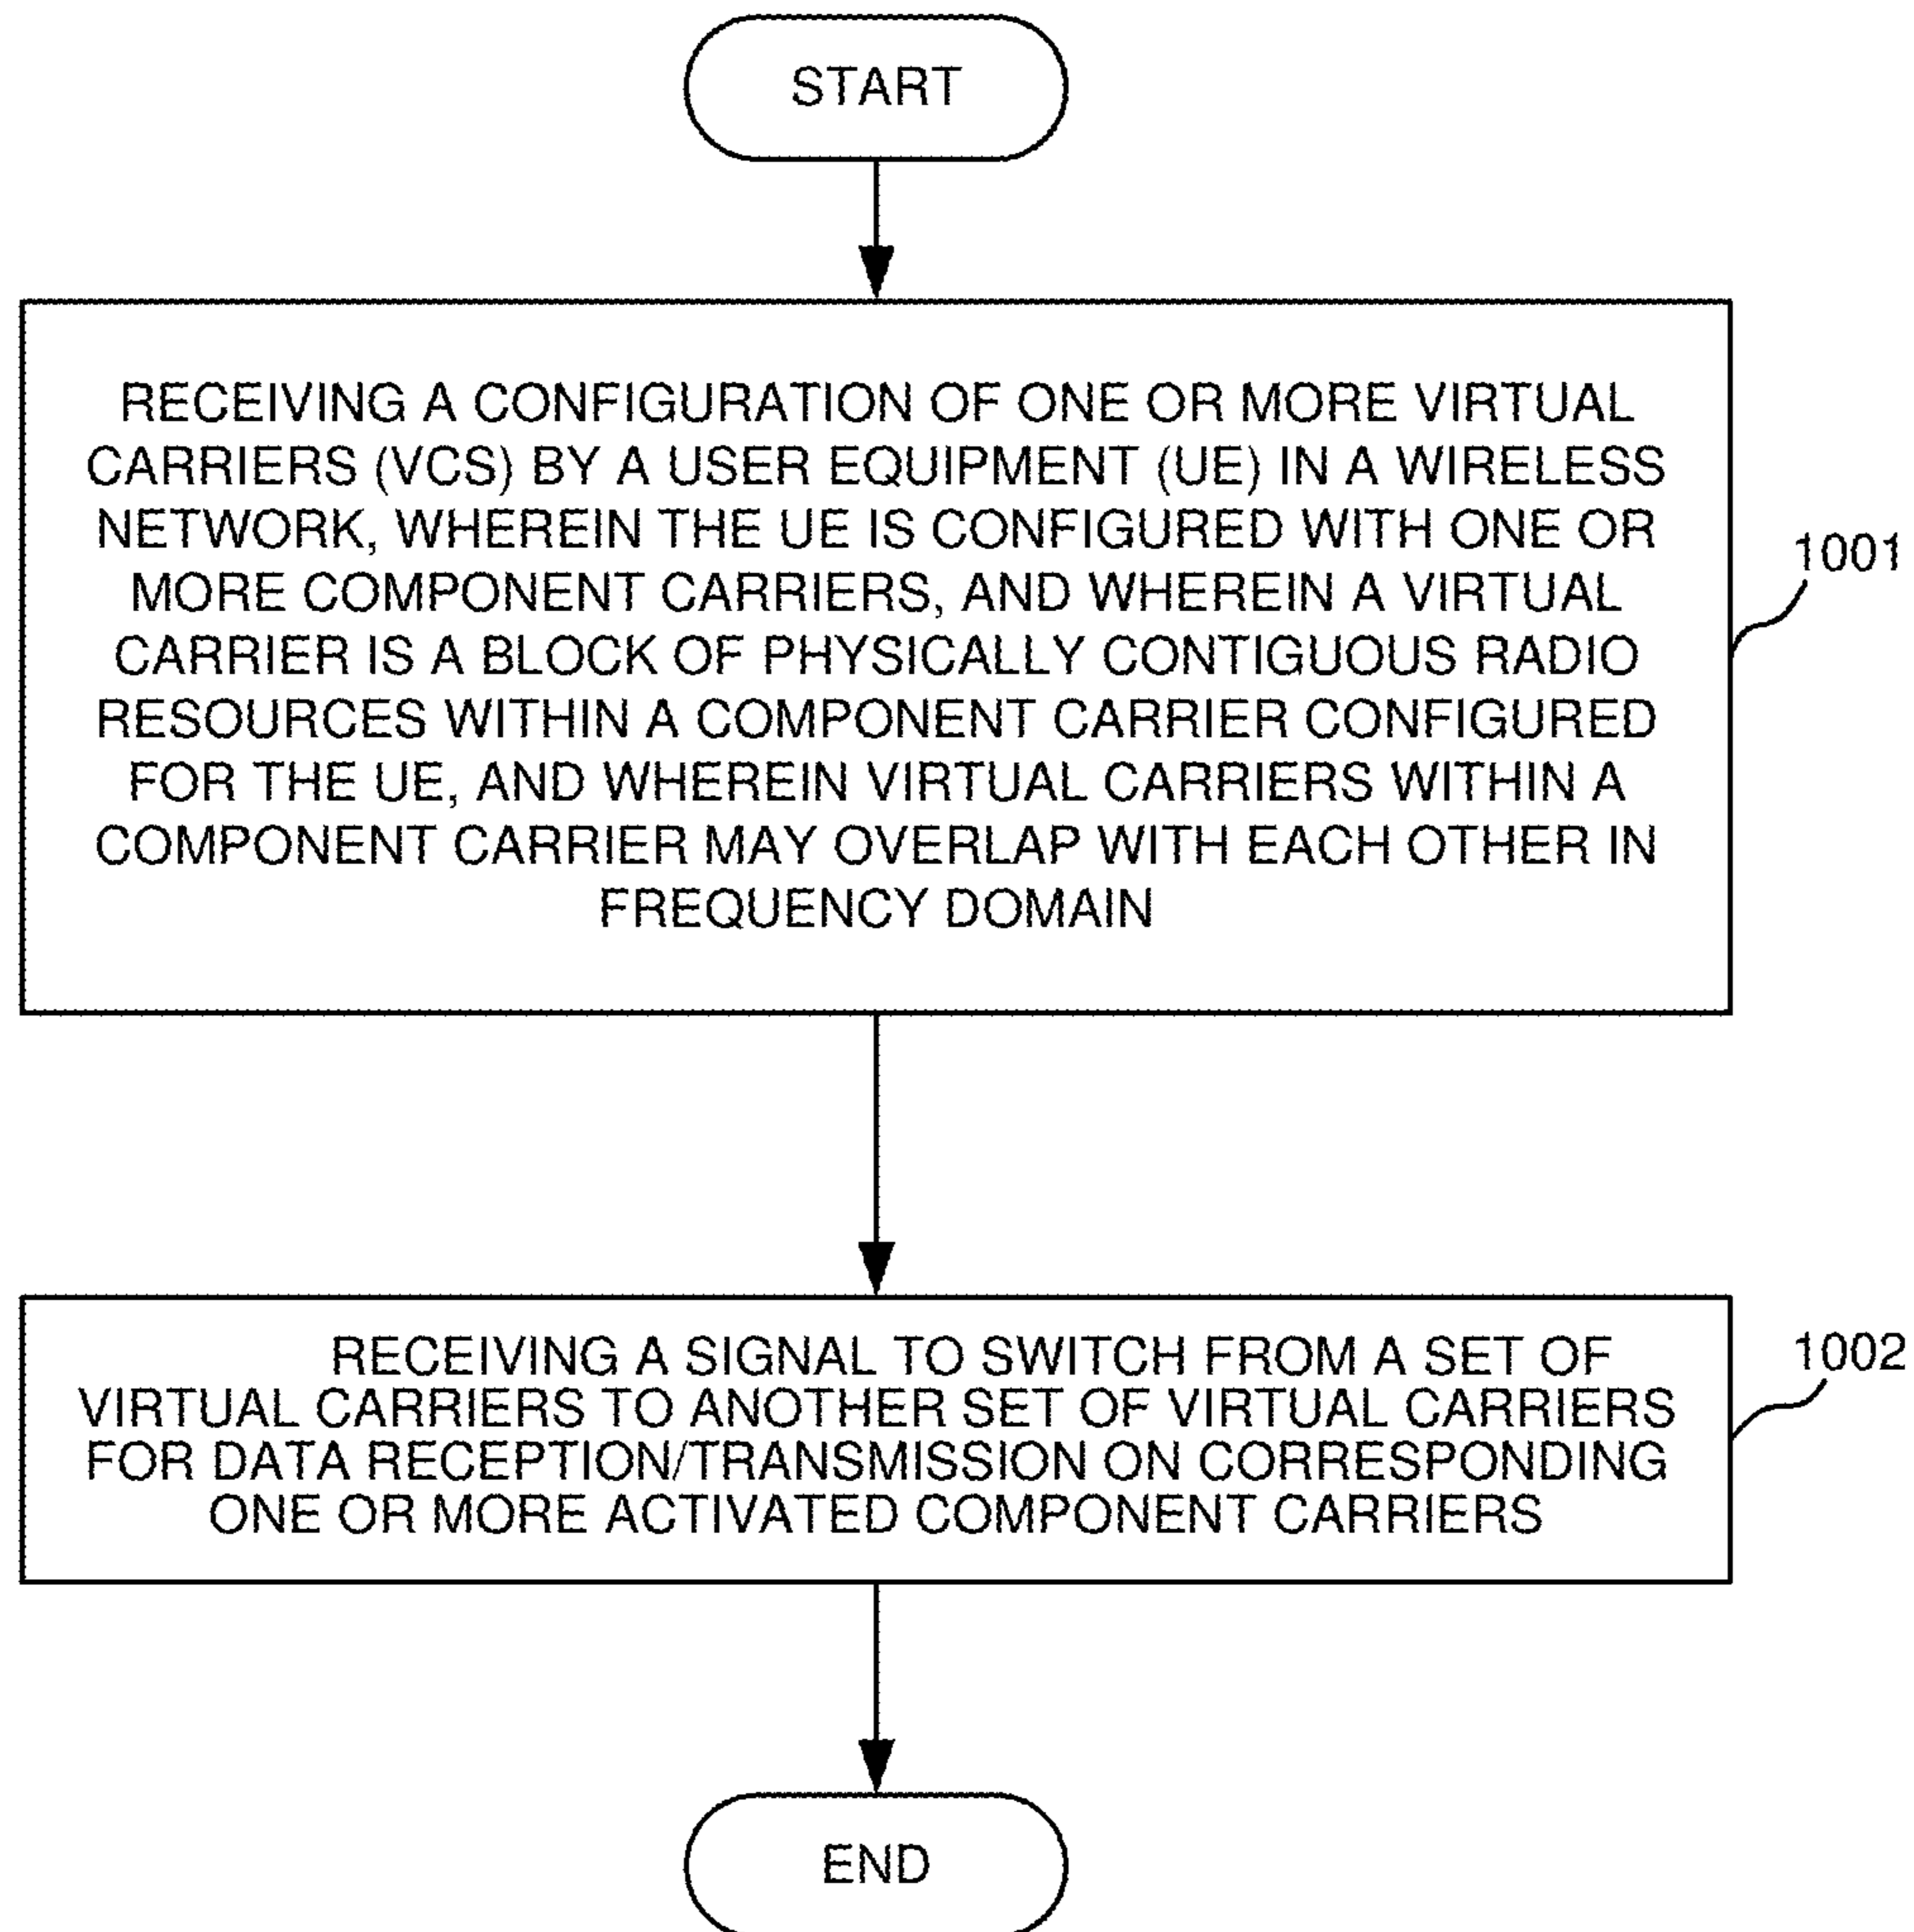 START
RECEIVING A CONFIGURATION OF ONE OR MORE VIRTUAL
CARRIERS (VCS) BY A USER EQUIPMENT (UE) IN A WIRELESS
NETWORK, WHEREIN THE UE IS CONFIGURED WITH ONE OR
MORE COMPONENT CARRIERS, AND WHEREIN A VIRTUAL
CARRIER IS A BLOCK OF PHYSICALLY CONTIGUOUS RADIO
RESOURCES WITHIN A COMPONENT CARRIER CONFIGURED
FOR THE UE, AND WHEREIN VIRTUAL CARRIERS WITHIN A
COMPONENT CARRIER MAY OVERLAP WITH EACH OTHER IN
FREQUENCY DOMAIN
1001
RECEIVING A SIGNAL TO SWITCH FROM A SET OF
VIRTUAL CARRIERS TO ANOTHER SET OF VIRTUAL CARRIERS
FOR DATA RECEPTION/TRANSMISSION ON CORRESPONDING
ONE OR MORE ACTIVATED COMPONENT CARRIERS
1002
END